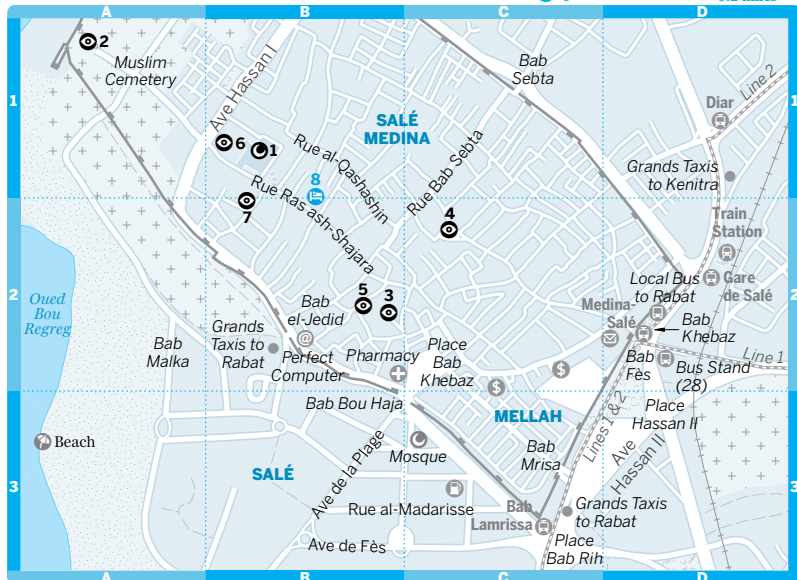 A
B
C
D
2
Muslim
Cemetery
Ave Hassan I
Bab
Sebta
Line 2
1
1
Diar
SALÉ
MEDINA
6
1
Rue al-Qashashin
Rue Bab Sebta
Grands Taxis
to Kenitra
8
Rue Ras ash-Shajara
7
4
Train
Station
Gare
de Salé
Local Bus
to Rabat
2
2
Oued
Bou
Regreg
5
3
Bab
el-Jedid
Medina-
Salé
Bab
Khebaz
Grands
Taxis to
Rabat
Bab
Malka
@
Perfect
Computer
Pharmacy
Place
Bab
Khebaz
$
$
Bab
Fès
Bus Stand
(28)
Line 1
Bab Bou Haja
MELLAH
Lines 1 & 2
Place
Hassan II
Beach
Mosque
Bab
Mrisa
Ave
Hassan II
SALÉ
Ave de la Plage
3
3
Rue al-Madarisse
Bab
Lamrissa
Grands Taxis
to Rabat
Ave de Fès
Place
Bab Rih
A
B
C
D